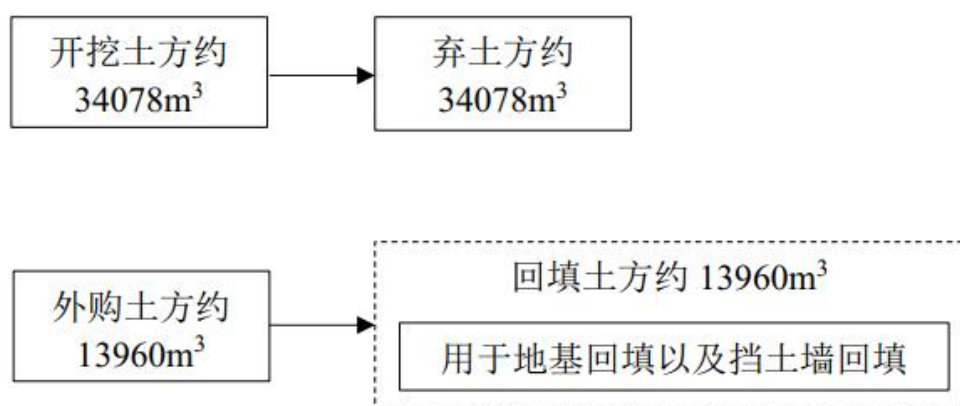 开挖土方约
34078m³
弃土方约
34078m³
外购土方约
13960m³
回填土方约 13960m³
用于地基回填以及挡土墙回填